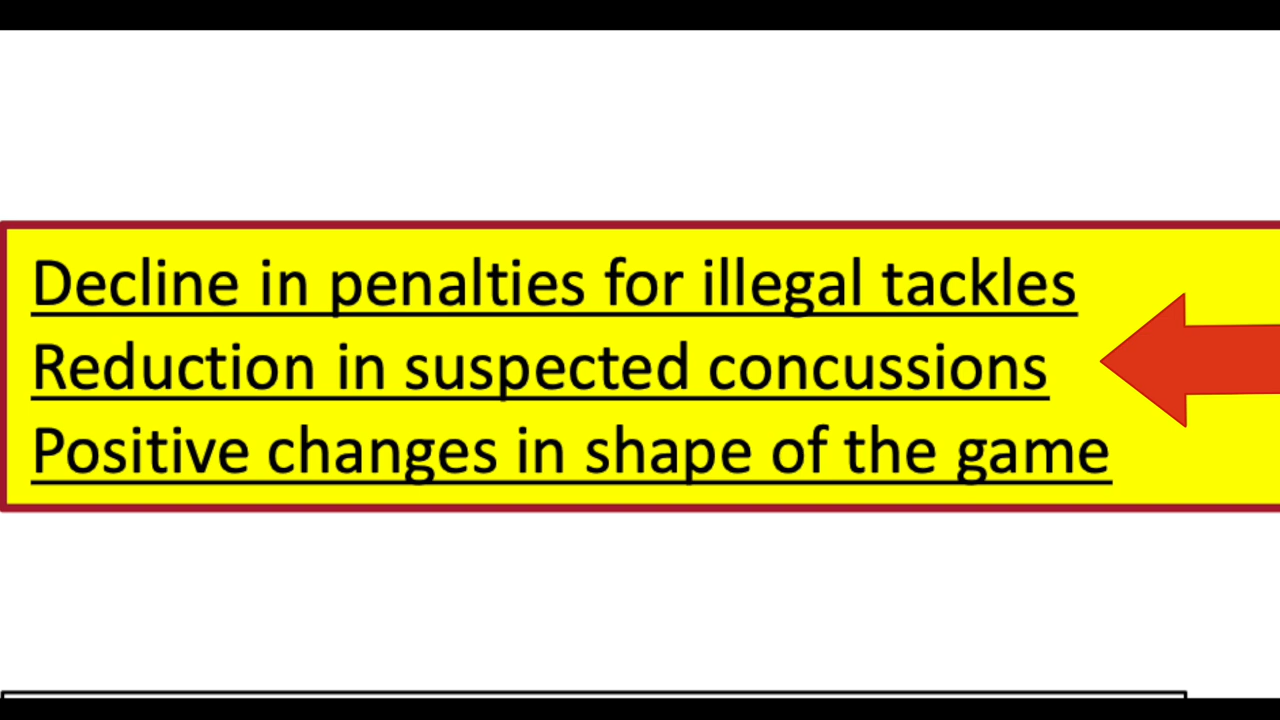 Decline in penalties for illegal tackles
Reduction in suspected concussions
Positive changes in shape of the game